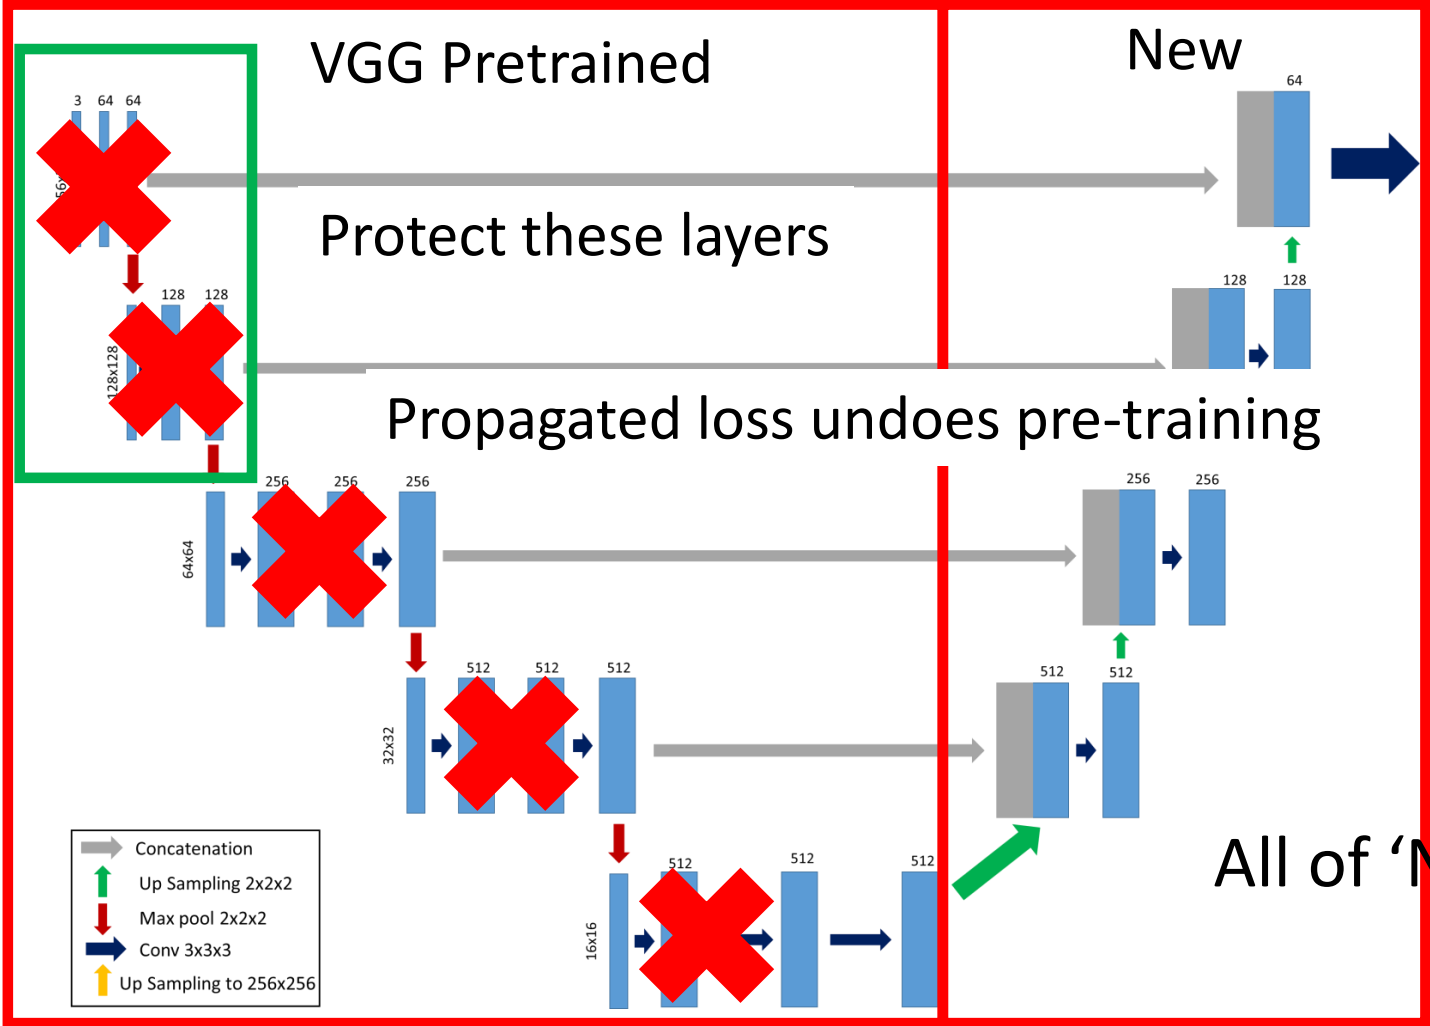 VGG Pretrained
New
3 64 64
64
Protect these layers
128 128
128 128
128x128
Propagated loss undoes pre-training
256 256 256
256 256
64x64
512 512 512
512 512
32x32
All of
512 512 512
16x16
Concatenation
Up Sampling 2x2x2
Max pool 2x2x2
Conv 3x3x3
Up Sampling to 256x256